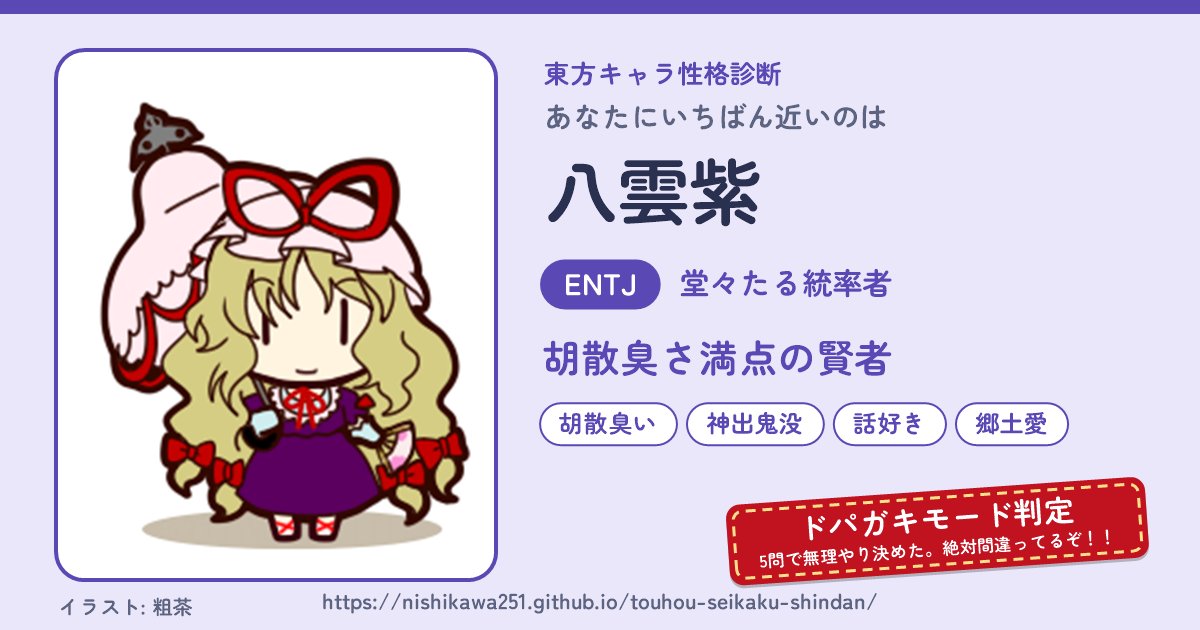 東方キャラ性格診断
あなたにいちばん近いのは
八雲紫
ENTJ 堂々たる統率者
胡散臭さ満点の賢者
胡散臭い 神出鬼没 話好き 郷土愛
ドパガキモード判定
5問で無理やり決めた。絶対間違ってるぞ！！
イラスト: 粗茶
https://nishikawa251.github.io/touhou-seikaku-shindan/